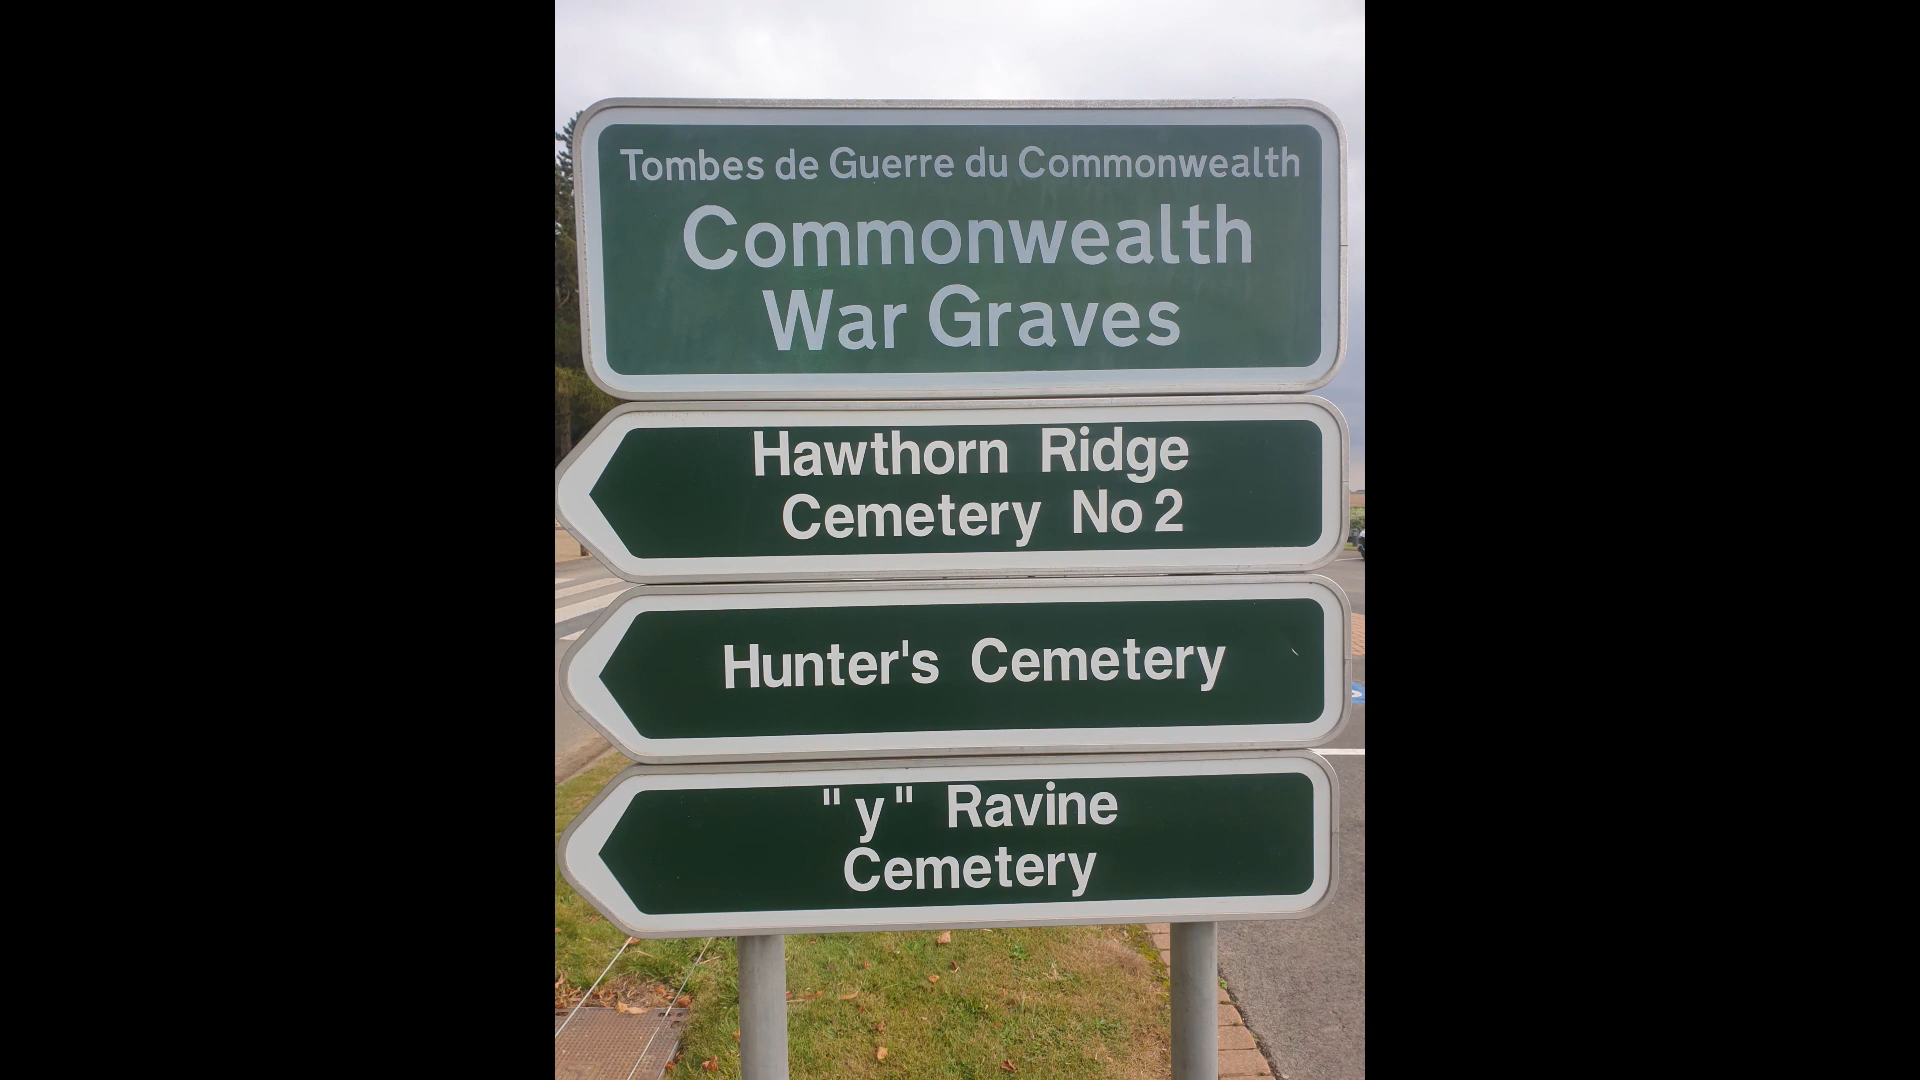 Tombes de Guerre du Commonwealth
Commonwealth
War Graves
Hawthorn Ridge
Cemetery No 2
Hunter's Cemetery
"y" Ravine
Cemetery